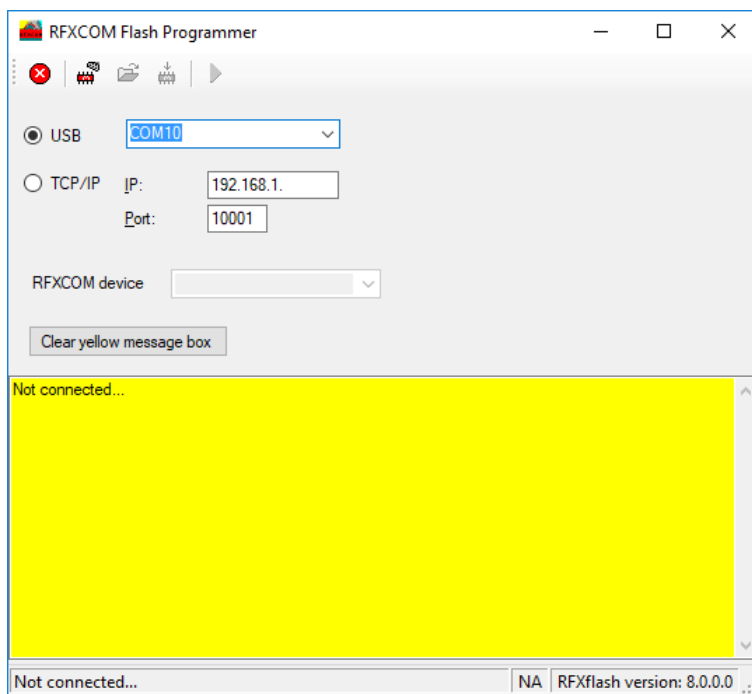 RFXCOM Flash Programmer
USB COM10
TCP/IP IP: 192.168.1.
Port: 10001
RFXCOM device
Clear yellow message box
Not connected...
Not connected... NA RFXflash version: 8.0.0.0